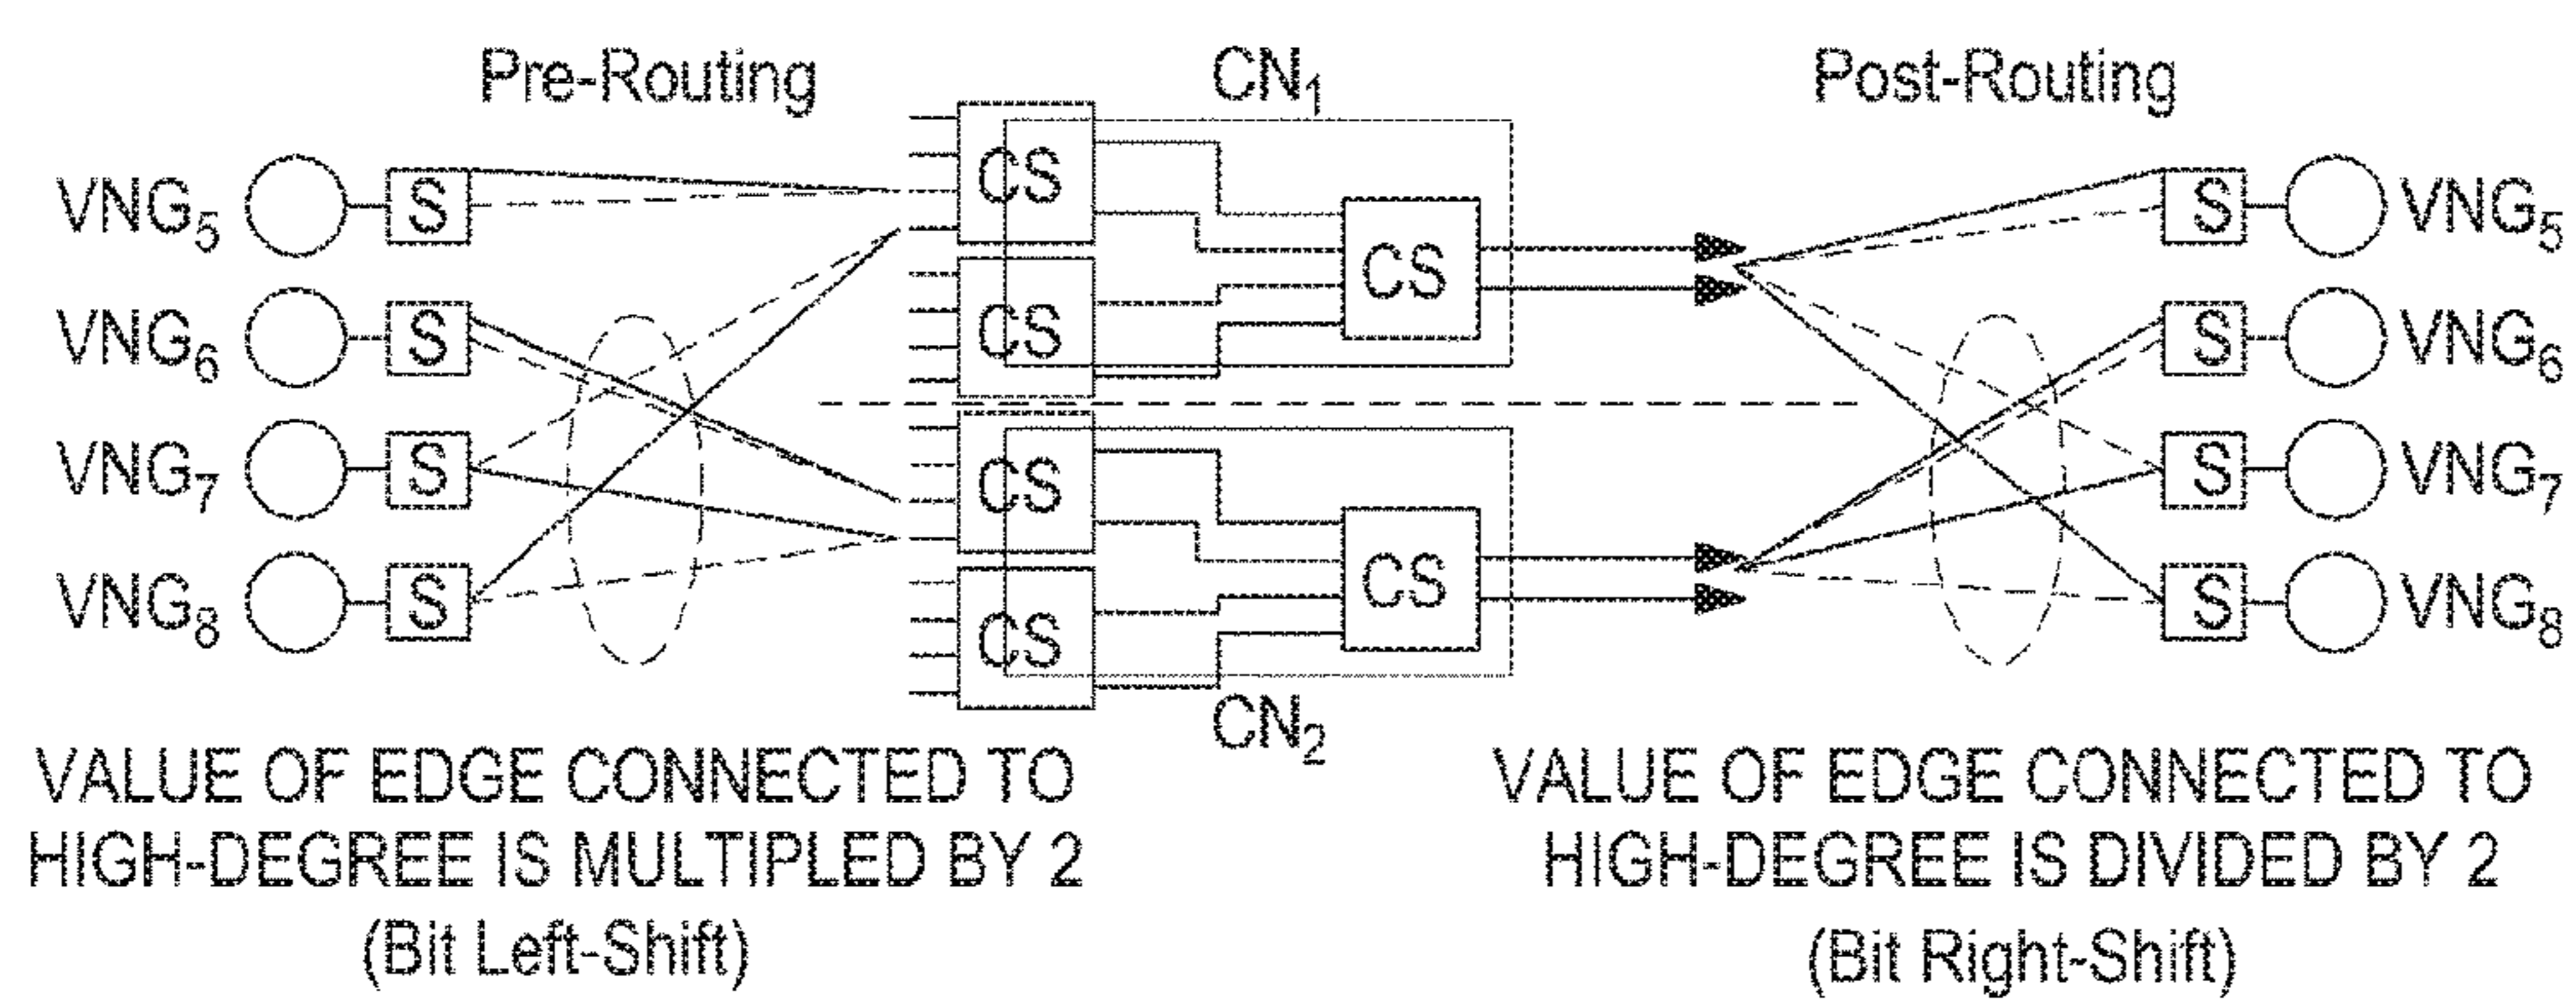 Pre-Routing
CN₁
Post-Routing
VNG₅ S
VNG₆ S
VNG₇ S
VNG₈ S
CS
CS
CS
CS
CS
CS
S VNG₅
S VNG₆
S VNG₇
S VNG₈
CN₂
VALUE OF EDGE CONNECTED TO
HIGH-DEGREE IS MULTIPLED BY 2
(Bit Left-Shift)
VALUE OF EDGE CONNECTED TO
HIGH-DEGREE IS DIVIDED BY 2
(Bit Right-Shift)